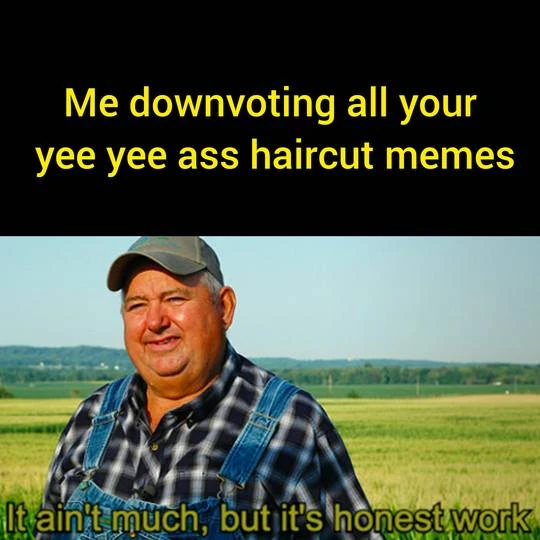 Me downvoting all your
yee yee ass haircut memes
It ain't much, but it's honest work